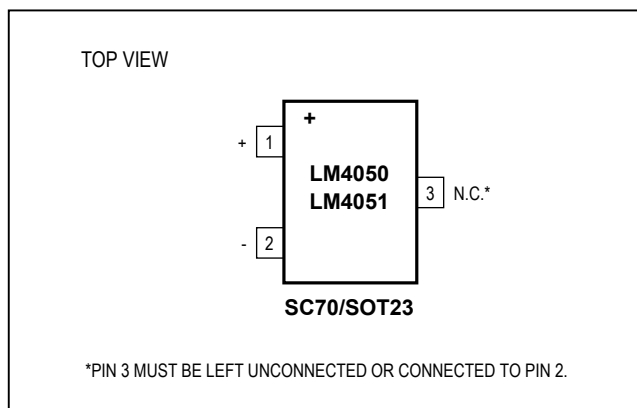 TOP VIEW
+
+ 1
LM4050
LM4051
3 N.C.*
- 2
SC70/SOT23
*PIN 3 MUST BE LEFT UNCONNECTED OR CONNECTED TO PIN 2.